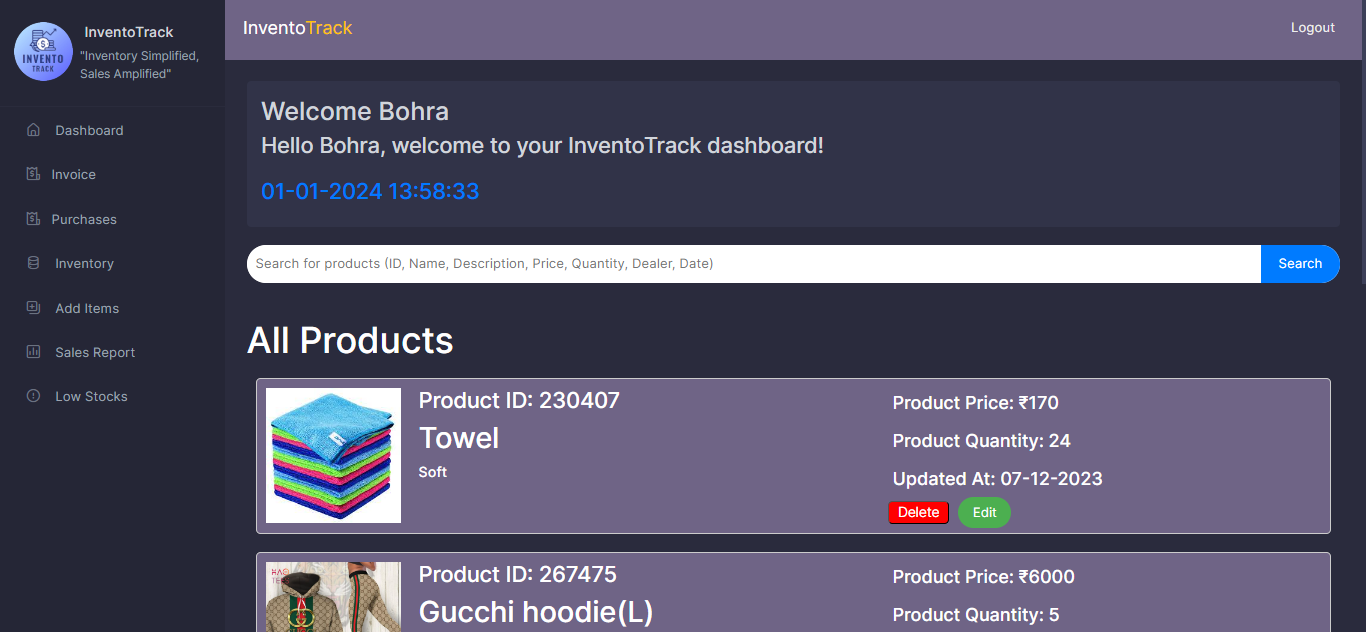 INVENTO
TRACK
InventoTrack
"Inventory Simplified,
Sales Amplified"
Dashboard
Invoice
Purchases
Inventory
Add Items
Sales Report
Low Stocks
InventoTrack
Logout
Welcome Bohra
Hello Bohra, welcome to your InventoTrack dashboard!
01-01-2024 13:58:33
Search for products (ID, Name, Description, Price, Quantity, Dealer, Date)
Search
All Products
Product ID: 230407
Towel
Soft
Product Price: ₹170
Product Quantity: 24
Updated At: 07-12-2023
Delete
Edit
Product ID: 267475
Gucchi hoodie(L)
Product Price: ₹6000
Product Quantity: 5